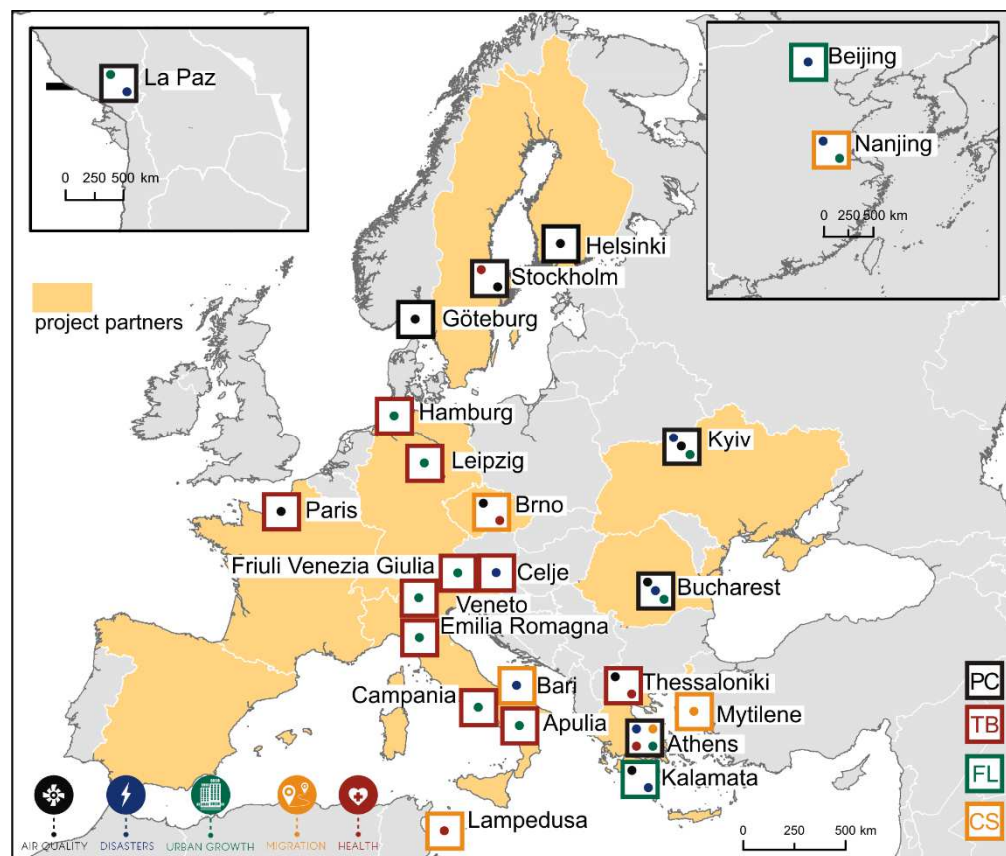 La Paz
0 250 500 km
Beijing
Nanjing
0 250 500 km
project partners
Helsinki
Stockholm
Göteburg
Hamburg
Leipzig
Kyiv
Paris
Brno
Friuli Venezia Giulia
Celje
Veneto
Bucharest
Emilia Romagna
Thessaloniki
Bari
Campania
Mytilene
Apulia
Athens
Kalamata
Lampedusa
PC
TB
FL
CS
AIR QUALITY
DISASTERS
URBAN GROWTH
MIGRATION
HEALTH
0 250 500 km